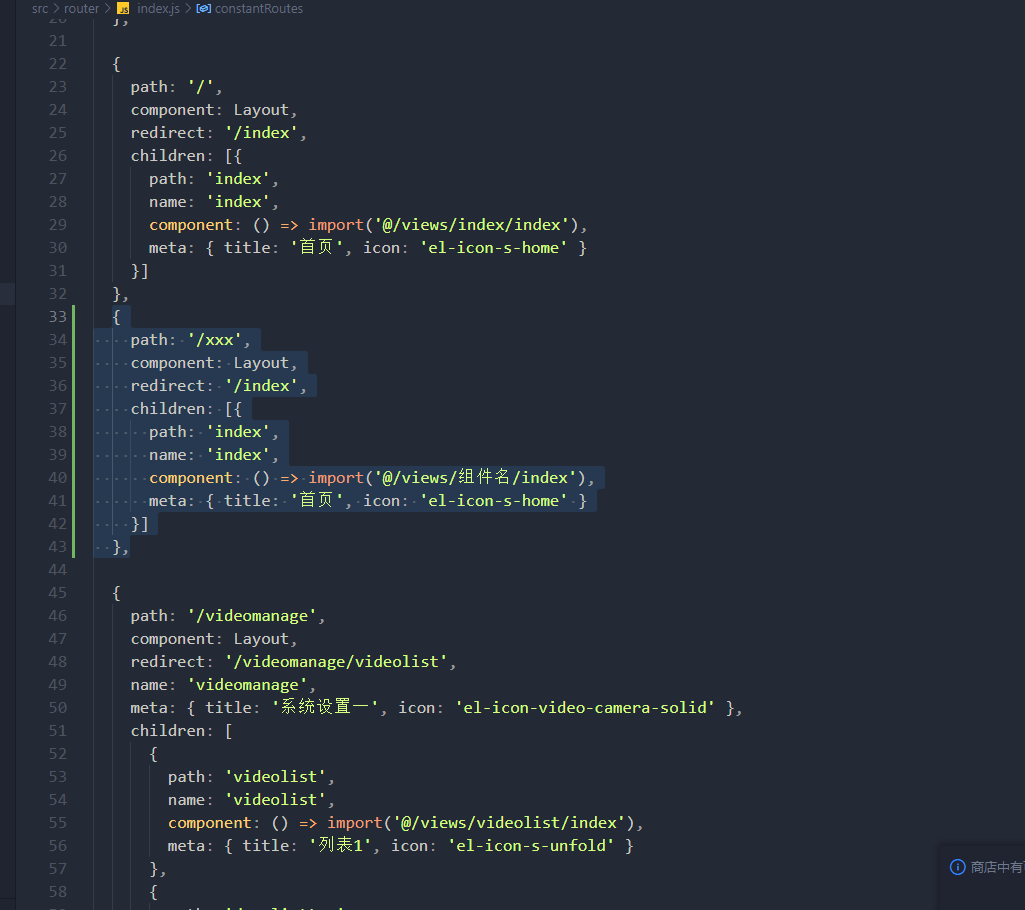 src > router > JS index.js > constantRoutes
20 },
21
22 {
23 path: '/',
24 component: Layout,
25 redirect: '/index',
26 children: [{
27 path: 'index',
28 name: 'index',
29 component: () => import('@/views/index/index'),
30 meta: { title: '首页', icon: 'el-icon-s-home' }
31 }]
32 },
33 {
34 path: '/xxx',
35 component: Layout,
36 redirect: '/index',
37 children: [{
38 path: 'index',
39 name: 'index',
40 component: () => import('@/views/组件名/index'),
41 meta: { title: '首页', icon: 'el-icon-s-home' }
42 }]
43 },
44
45 {
46 path: '/videomanage',
47 component: Layout,
48 redirect: '/videomanage/videolist',
49 name: 'videomanage',
50 meta: { title: '系统设置一', icon: 'el-icon-video-camera-solid' },
51 children: [
52 {
53 path: 'videolist',
54 name: 'videolist',
55 component: () => import('@/views/videolist/index'),
56 meta: { title: '列表1', icon: 'el-icon-s-unfold' }
57 },
58 {
商店中有